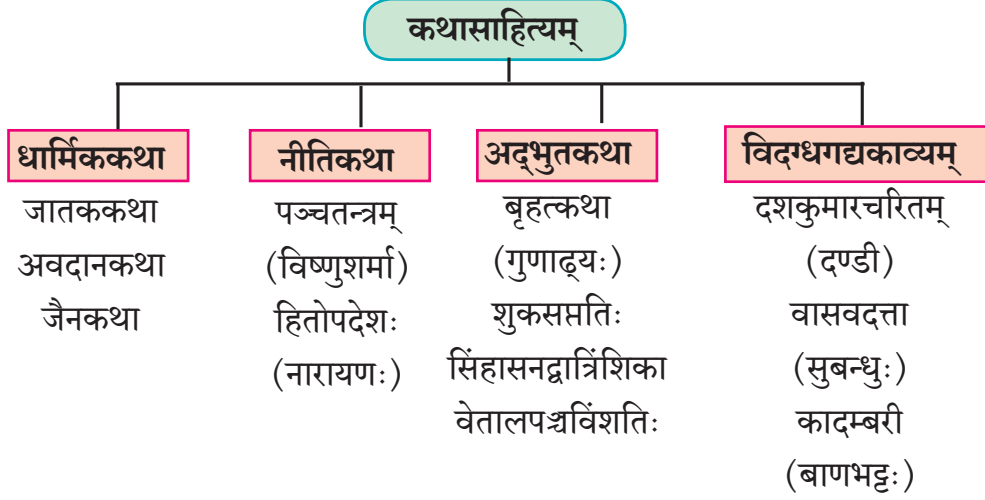 कथासाहित्यम्
धार्मिककथा
जातककथा
अवदानकथा
जैनकथा
नीतिकथा
पञ्चतन्त्रम्
(विष्णुशर्मा)
हितोपदेशः
(नारायणः)
अद्‌भुतकथा
बृहत्कथा
(गुणाढ्यः)
शुकसप्ततिः
सिंहासनद्वात्रिंशिका
वेतालपञ्चविंशतिः
विदग्धगद्यकाव्यम्
दशकुमारचरितम्
(दण्डी)
वासवदत्ता
(सुबन्धुः)
कादम्बरी
(बाणभट्टः)